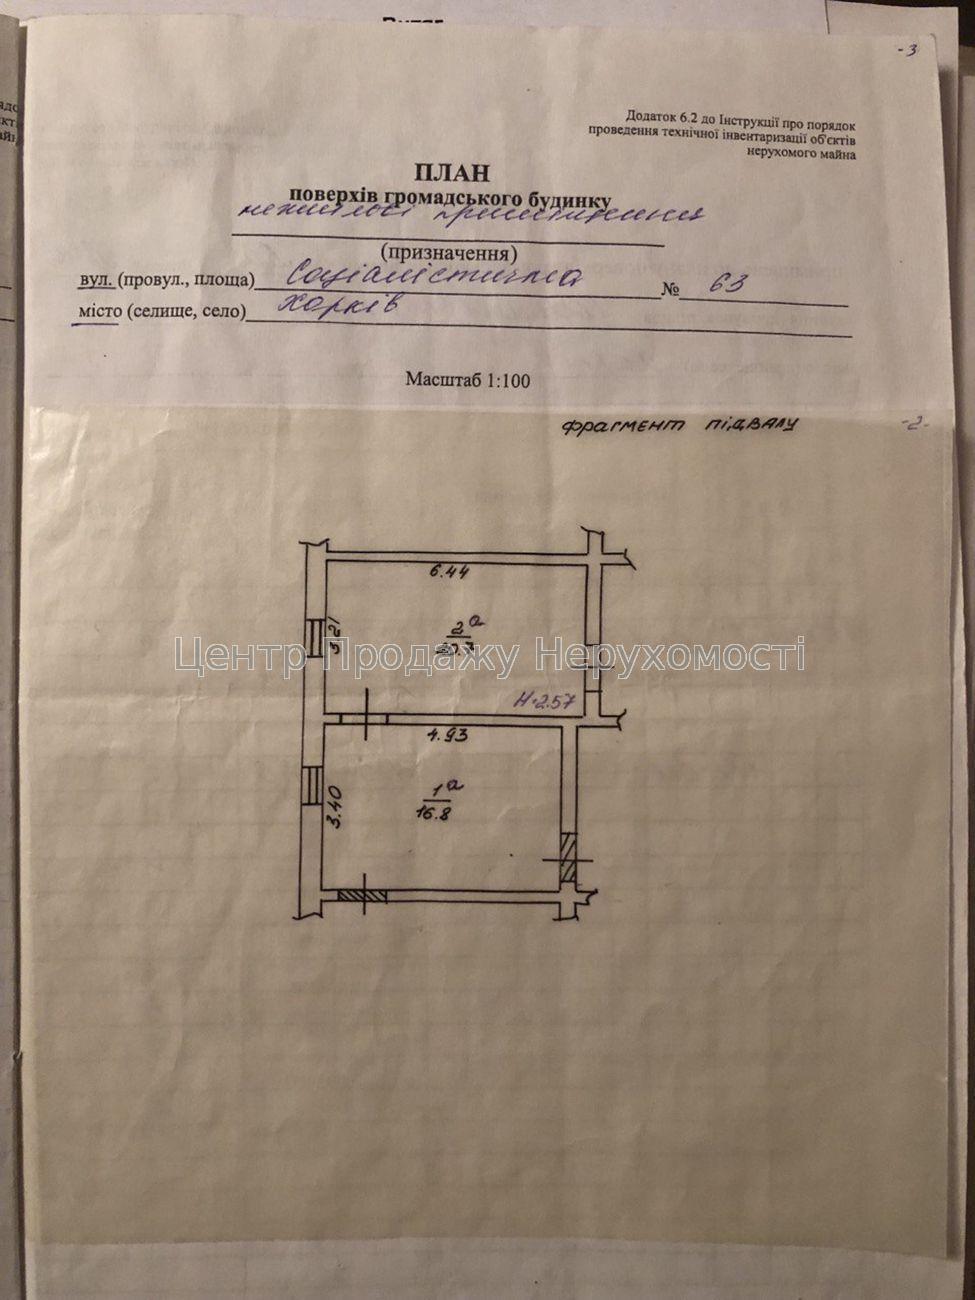 -3
Додаток 6.2 до Інструкції про порядок
проведення технічної інвентаризації об'єктів
нерухомого майна
ПЛАН
поверхів громадського будинку
нежитлові приміщення
(призначення)
вул. (провул., площа) Соціалістична № 63
місто (селище, село) Харків
Масштаб 1:100
фрагмент підвалу -2-
6.44
3.21
2а
Центр Продажу Нерухомості
H=2.57
4.93
3.40
1а
16.8